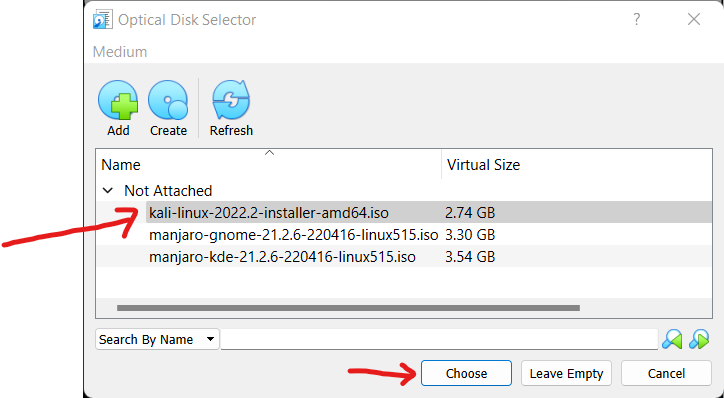 Optical Disk Selector ?
Medium
Add Create Refresh
Name Virtual Size
Not Attached
kali-linux-2022.2-installer-amd64.iso 2.74 GB
manjaro-gnome-21.2.6-220416-linux515.iso 3.30 GB
manjaro-kde-21.2.6-220416-linux515.iso 3.54 GB
Search By Name
Choose Leave Empty Cancel